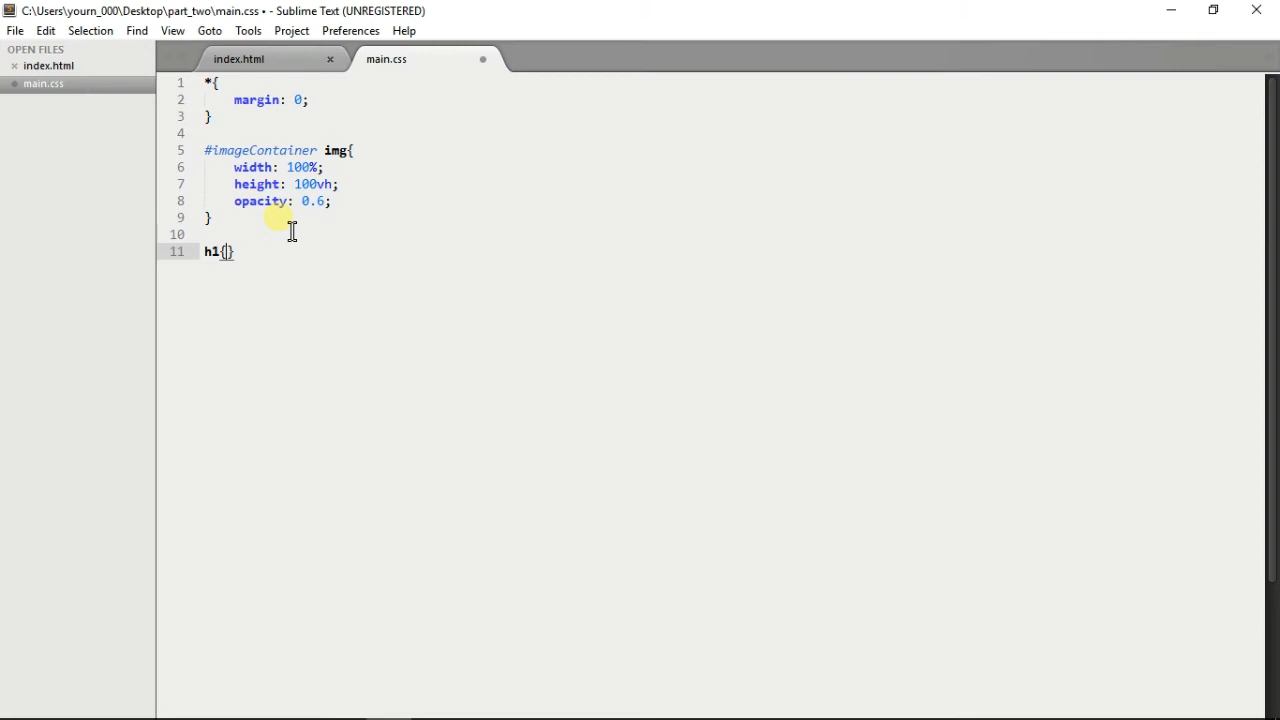 C:\Users\yourn_000\Desktop\part_two\main.css • - Sublime Text (UNREGISTERED)
File Edit Selection Find View Goto Tools Project Preferences Help
OPEN FILES
index.html
main.css
index.html main.css
1 *{
2 margin: 0;
3 }
4
5 #imageContainer img{
6 width: 100%;
7 height: 100vh;
8 opacity: 0.6;
9 }
10
11 h1{}